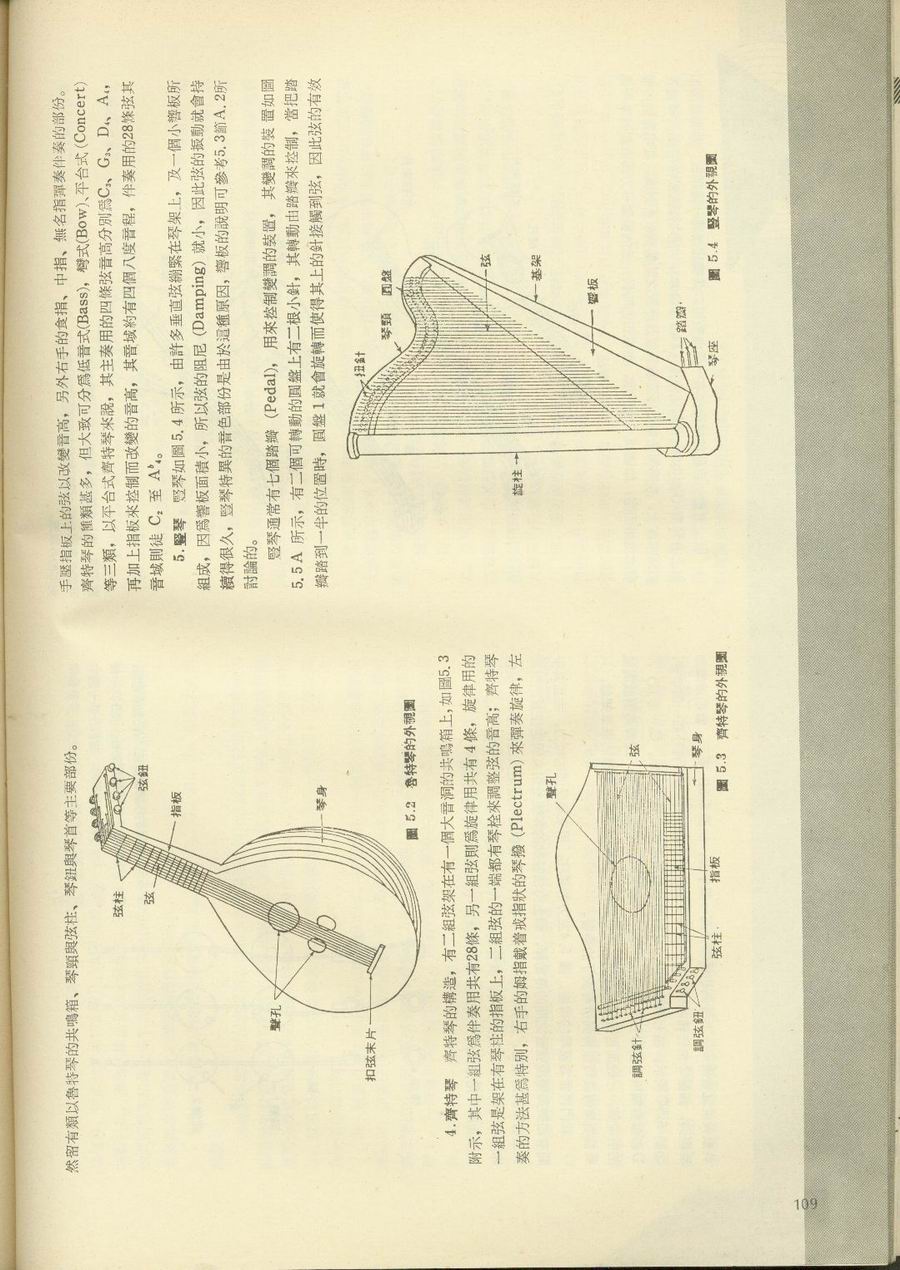 然留有類以魯特琴的共鳴箱、琴頸與弦柱、琴鈕與琴首等主要部份。
弦鈕
指板
弦柱
弦
琴身
聲孔
扣弦末片
圖 5.2 魯特琴的外視圖
4.齊特琴 齊特琴的構造，有二組弦架在有一個大音洞的共鳴箱上，如圖5.3
附示，其中一組弦爲伴奏用共有28條，另一組弦則爲旋律用共有 4 條，旋律用的
一組弦是架在有琴柱的指板上，二組弦的一端都有琴栓來調整弦的音高；齊特琴
奏的方法甚爲特別，右手的姆指戴着戒指狀的琴撥 (Plectrum) 來彈奏旋律，左
聲孔
弦
琴身
指板
弦柱
調弦鈕
調弦針
圖 5.3 齊特琴的外視圖
手壓指板上的弦以改變音高，另外右手的食指、中指、無名指彈奏伴奏的部份。
齊特琴的種類甚多，但大致可分爲低音式(Bass)，彎式(Bow)、平台式 (Concert)
等三類，以平台式齊特琴來說，其主奏用的四條弦音高分別爲C₃、G₃、D₄、A₄，
再加上指板來控制而改變的音高，其音域約有四個八度音程，伴奏用的28條弦其
音域則從 C₂ 至 A♭₄。
5.豎琴 豎琴如圖 5.4 所示，由許多垂直弦綳緊在琴架上，及一個小響板所
組成，因爲響板面積小，所以弦的阻尼 (Damping) 就小，因此弦的振動就會持
續得很久，豎琴特異的音色部份是由於這種原因，響板的說明可參考5.3節A.2所
討論的。
豎琴通常有七個踏瓣 (Pedal)，用來控制變調的裝置，其變調的裝置如圖
5.5 A 所示，有二個可轉動的圓盤上有二根小針，其轉動由踏瓣來控制，當把踏
瓣踏到一半的位置時，圓盤 1 就會旋轉而使得其上的針接觸到弦，因此弦的有效
圓盤
琴頸
扭針
弦
基架
響板
踏瓣
琴座
旋柱
圖 5.4 豎琴的外視圖
109